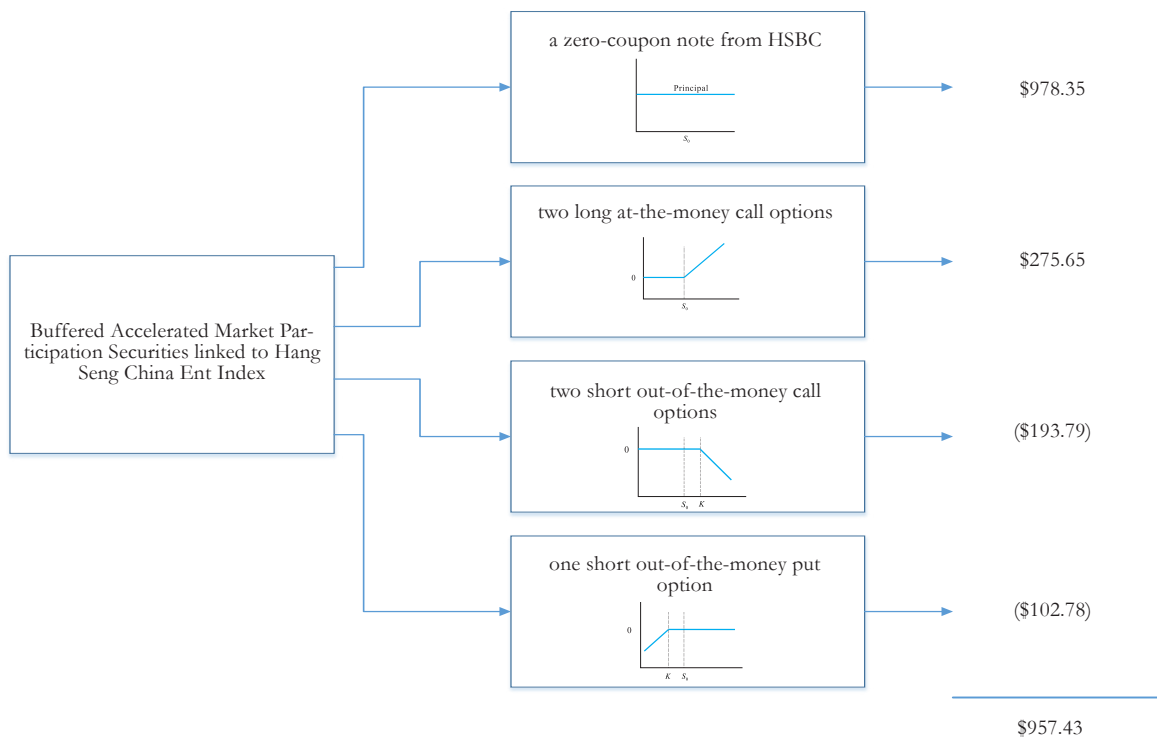 a zero-coupon note from HSBC
Principal
S₀
$978.35
two long at-the-money call options
0
S₀
$275.65
Buffered Accelerated Market Par-
ticipation Securities linked to Hang
Seng China Ent Index
two short out-of-the-money call
options
0
S₀ K
($193.79)
one short out-of-the-money put
option
0
K S₀
($102.78)
$957.43